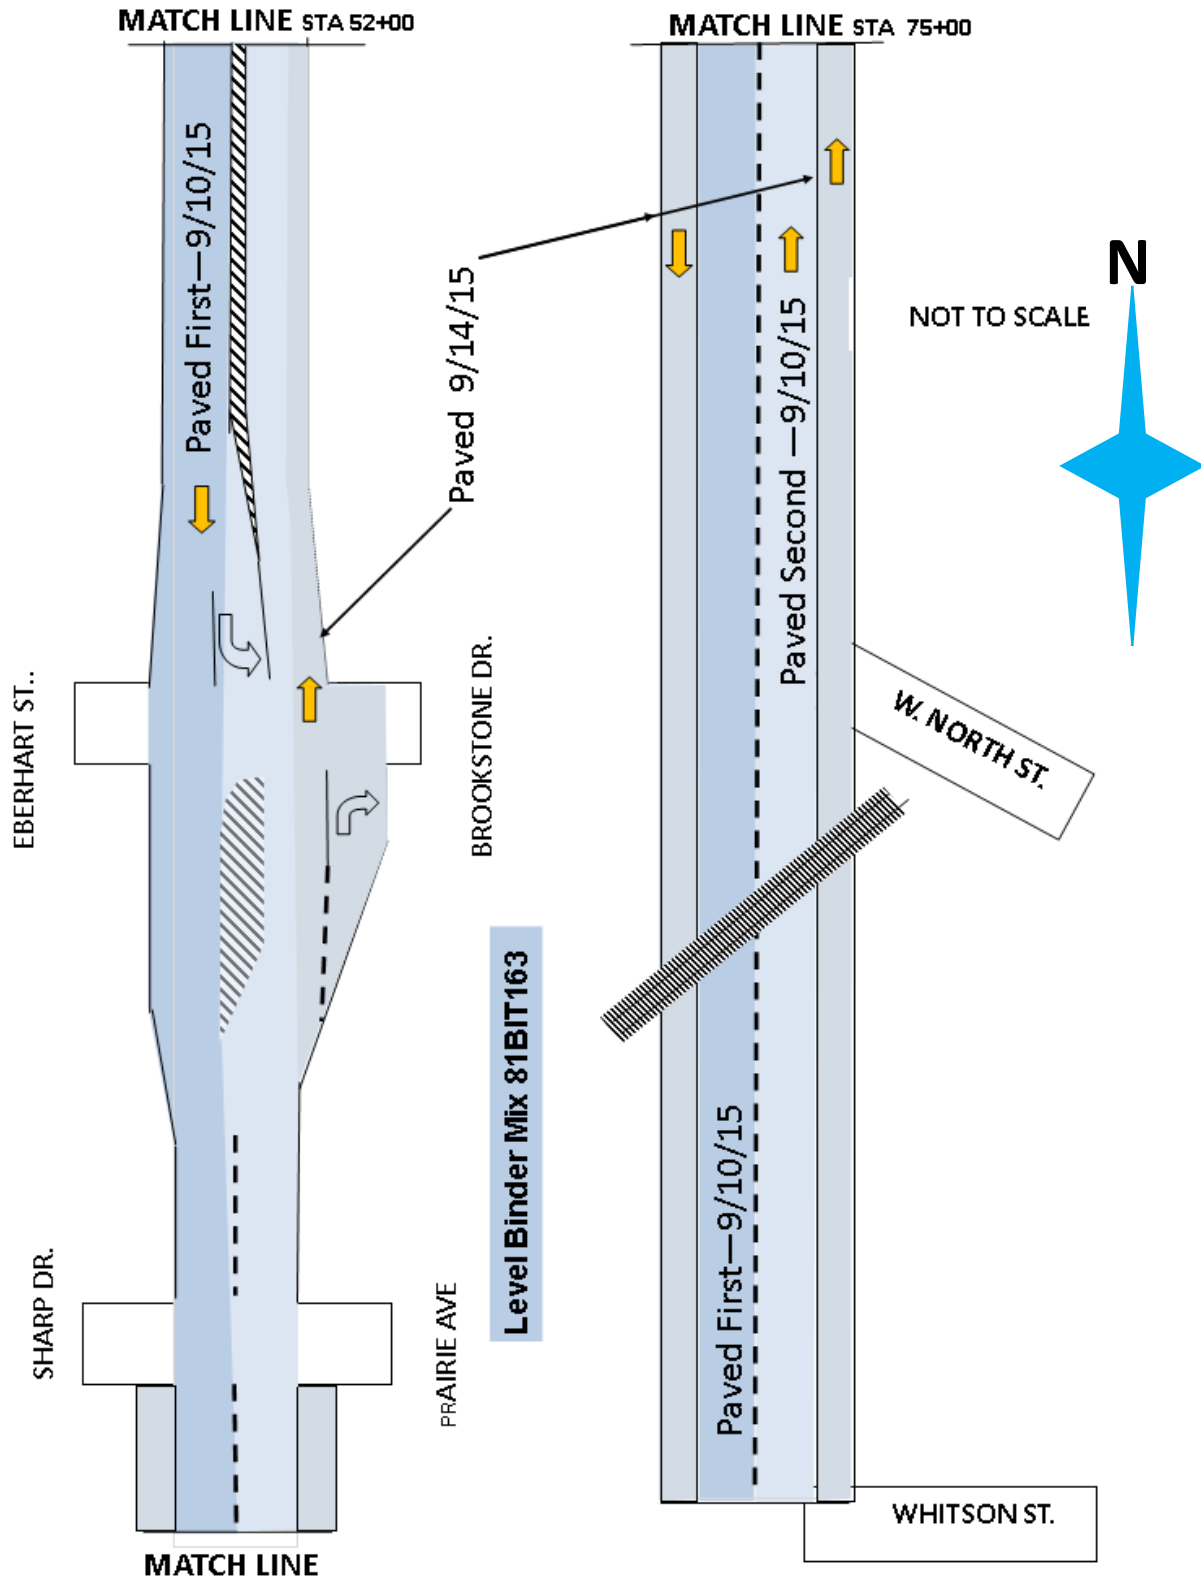 MATCH LINE STA 52+00
MATCH LINE STA 75+00
Paved First—9/10/15
Paved 9/14/15
Paved Second —9/10/15
N
NOT TO SCALE
EBERHART ST..
BROOKSTONE DR.
W. NORTH ST.
Level Binder Mix 81BIT163
Paved First—9/10/15
SHARP DR.
PRAIRIE AVE
WHITSON ST.
MATCH LINE